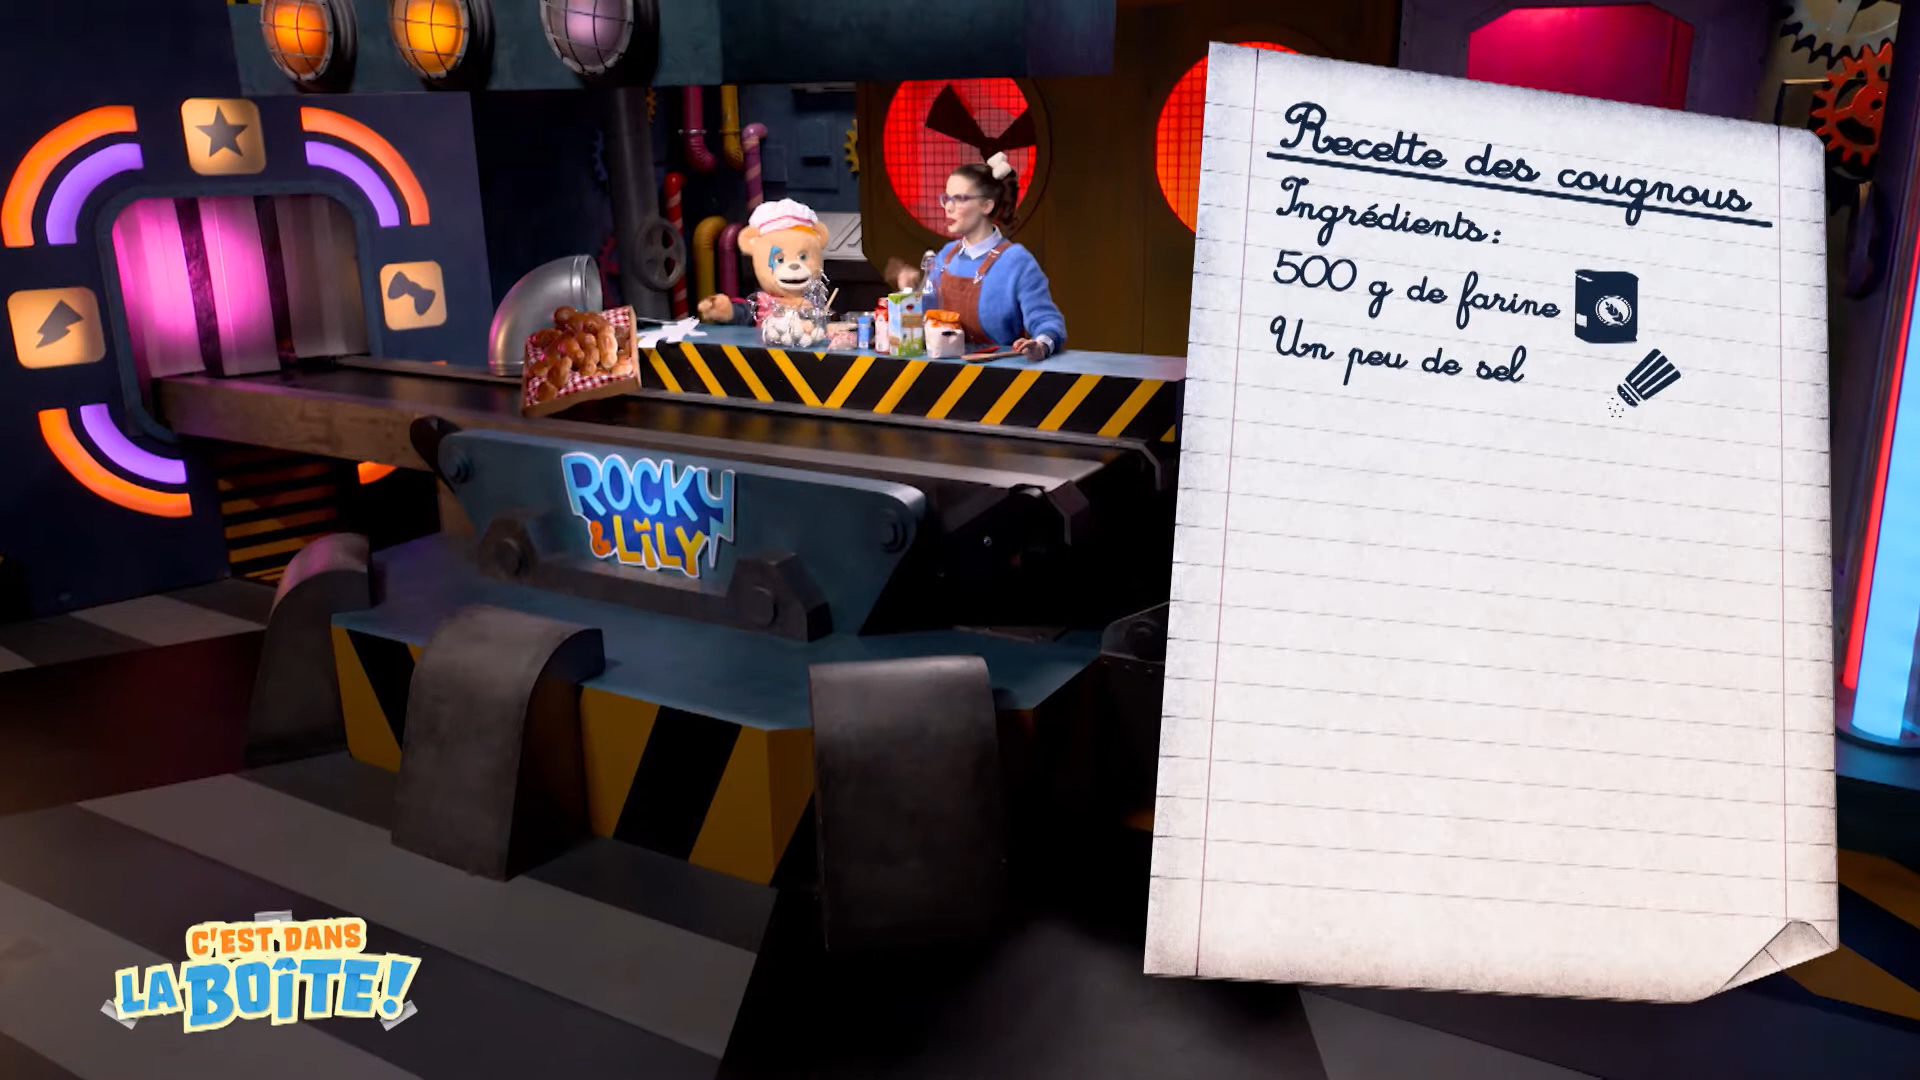 Recette des cougnous
Ingrédients:
500 g de farine
Un peu de sel
ROCKY
& LILY
C'EST DANS
LA BOÎTE!